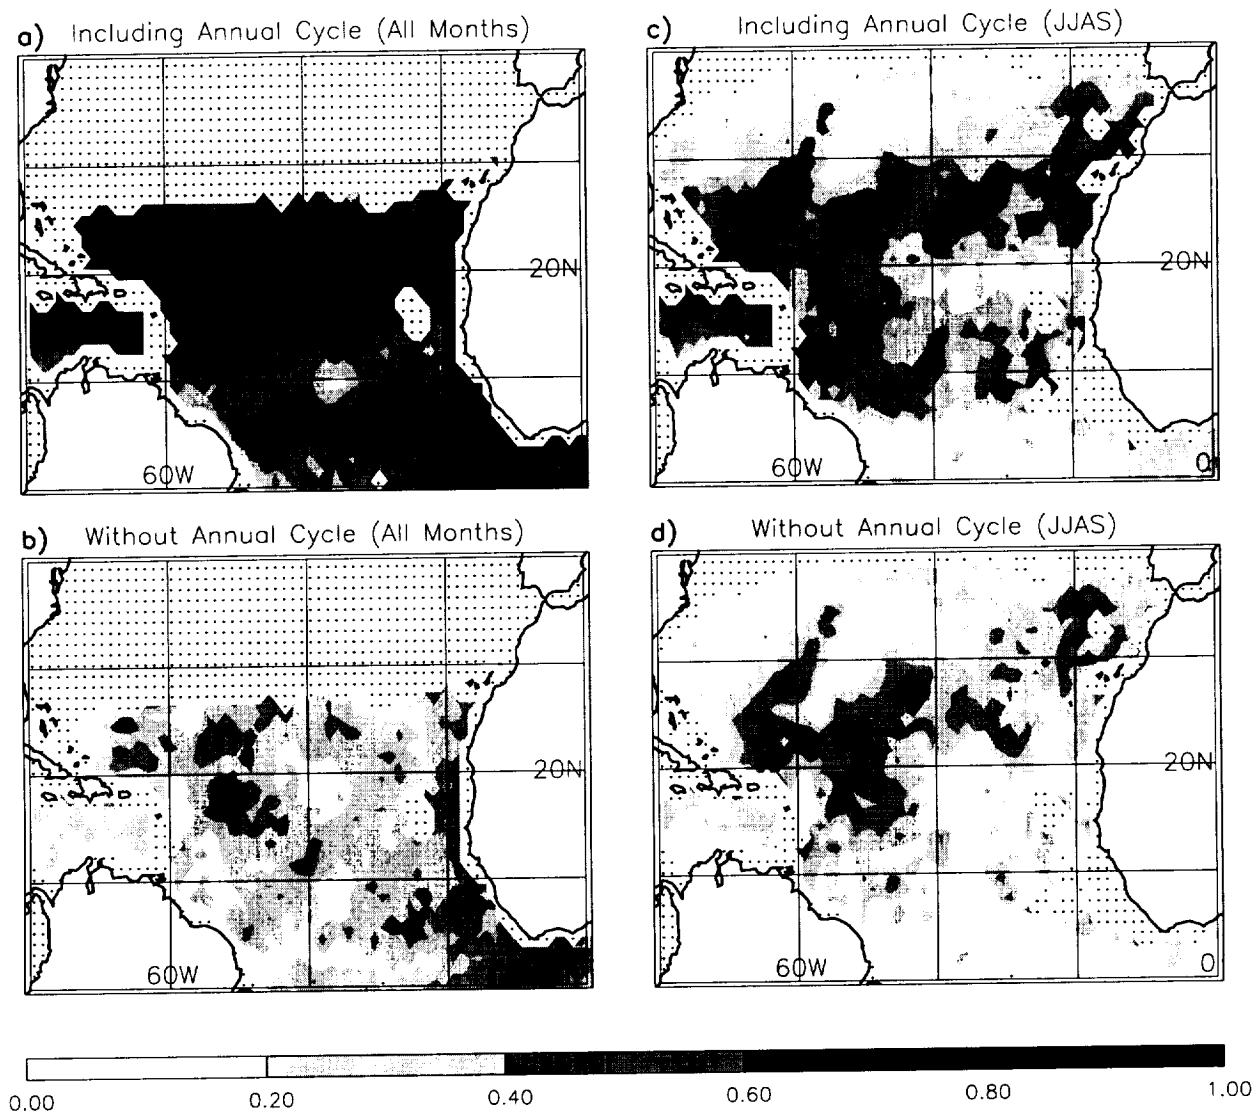 a) Including Annual Cycle (All Months)
20N
60W
c) Including Annual Cycle (JJAS)
20N
60W
0
b) Without Annual Cycle (All Months)
20N
60W
d) Without Annual Cycle (JJAS)
20N
60W
0
0.00 0.20 0.40 0.60 0.80 1.00